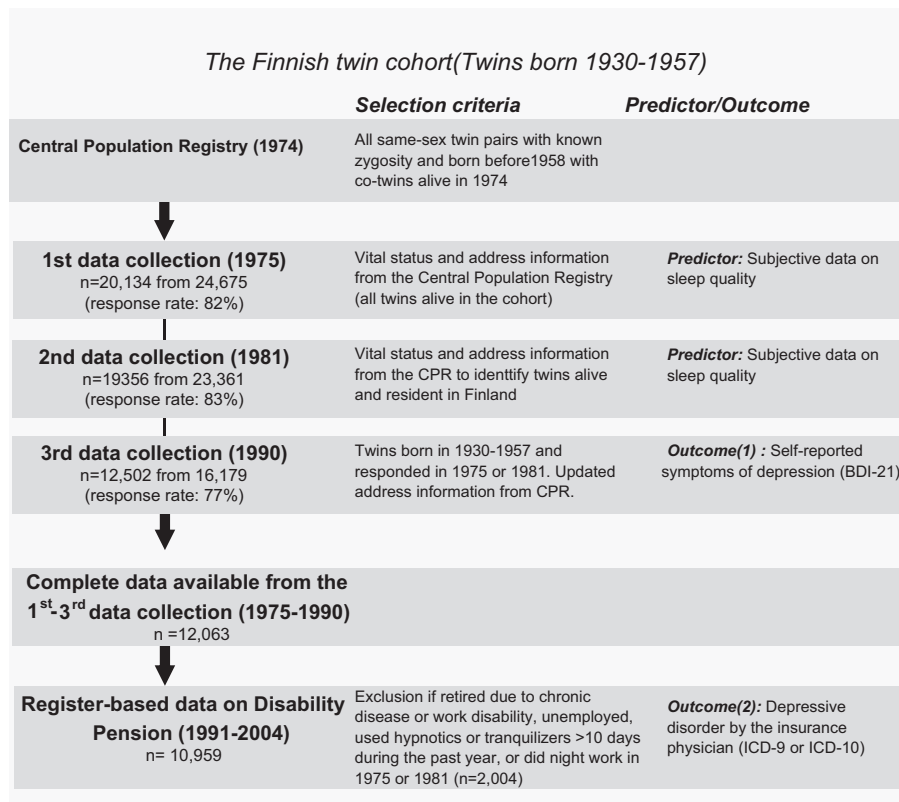 The Finnish twin cohort(Twins born 1930-1957)
Selection criteria
Predictor/Outcome
Central Population Registry (1974)
All same-sex twin pairs with known
zygosity and born before1958 with
co-twins alive in 1974
1st data collection (1975)
n=20,134 from 24,675
(response rate: 82%)
Vital status and address information
from the Central Population Registry
(all twins alive in the cohort)
Predictor: Subjective data on
sleep quality
2nd data collection (1981)
n=19356 from 23,361
(response rate: 83%)
Vital status and address information
from the CPR to identtify twins alive
and resident in Finland
Predictor: Subjective data on
sleep quality
3rd data collection (1990)
n=12,502 from 16,179
(response rate: 77%)
Twins born in 1930-1957 and
responded in 1975 or 1981. Updated
address information from CPR.
Outcome(1) : Self-reported
symptoms of depression (BDI-21)
Complete data available from the
1st-3rd data collection (1975-1990)
n =12,063
Register-based data on Disability
Pension (1991-2004)
n= 10,959
Exclusion if retired due to chronic
disease or work disability, unemployed,
used hypnotics or tranquilizers >10 days
during the past year, or did night work in
1975 or 1981 (n=2,004)
Outcome(2): Depressive
disorder by the insurance
physician (ICD-9 or ICD-10)